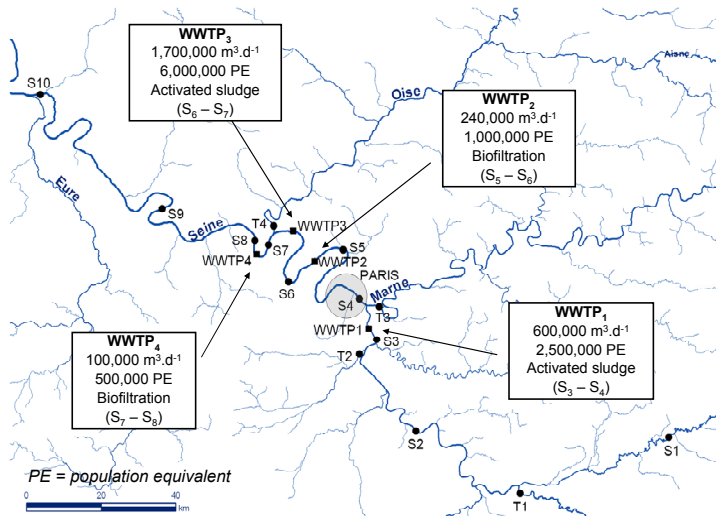 WWTP₃
1,700,000 m³.d⁻¹
6,000,000 PE
Activated sludge
(S₆ – S₇)
Aisne
S10
Oise
WWTP₂
240,000 m³.d⁻¹
1,000,000 PE
Biofiltration
(S₅ – S₆)
Eure
S9
Seine
T4
WWTP3
S8
S7
S5
WWTP4
WWTP2
S6
PARIS
Marne
S4
T3
WWTP1
S3
T2
WWTP₁
600,000 m³.d⁻¹
2,500,000 PE
Activated sludge
(S₃ – S₄)
WWTP₄
100,000 m³.d⁻¹
500,000 PE
Biofiltration
(S₇ – S₈)
S2
S1
T1
PE = population equivalent
0 20 40
km